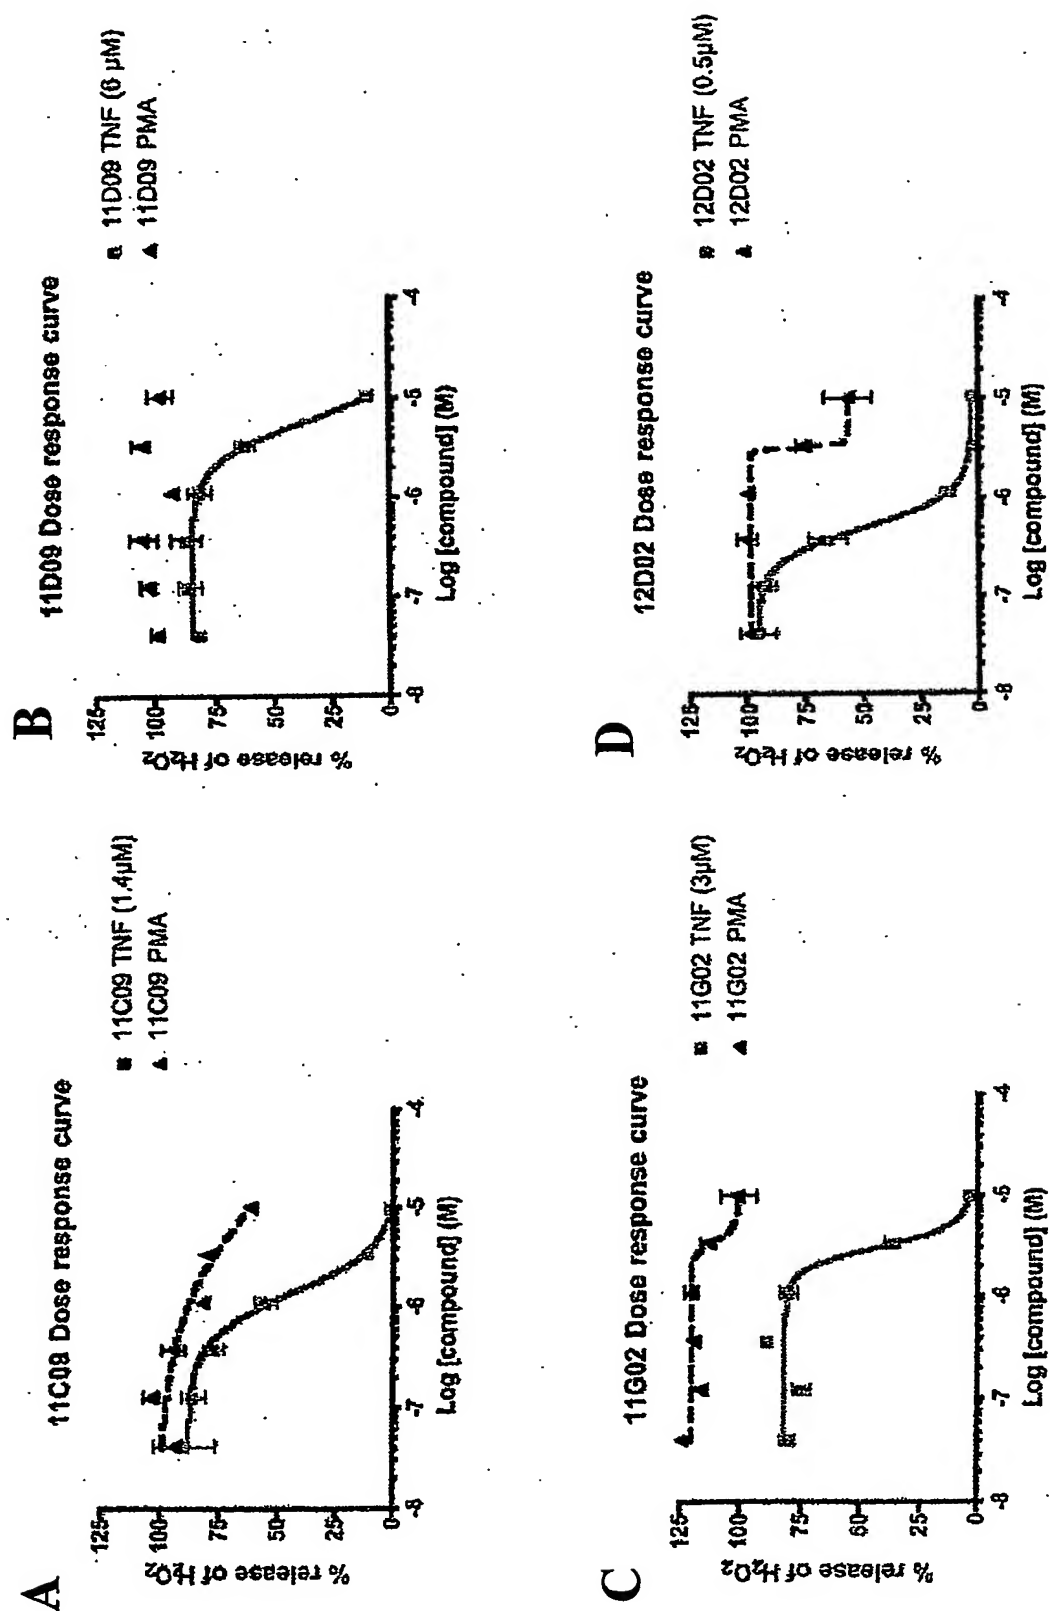 A
11C09 Dose response curve
11C09 TNF (1.4µM)
11C09 PMA
% release of H₂O₂
125
100
75
50
25
0
-8
-7
-6
-5
-4
Log [compound] (M)
B
11D09 Dose response curve
11D09 TNF (6 µM)
11D09 PMA
% release of H₂O₂
125
100
75
50
25
0
-8
-7
-6
-5
-4
Log [compound] (M)
C
11G02 Dose response curve
11G02 TNF (3µM)
11G02 PMA
% release of H₂O₂
125
100
75
50
25
0
-8
-7
-6
-5
-4
Log [compound] (M)
D
12D02 Dose response curve
12D02 TNF (0.5µM)
12D02 PMA
% release of H₂O₂
125
100
75
50
25
0
-8
-7
-6
-5
-4
Log [compound] (M)